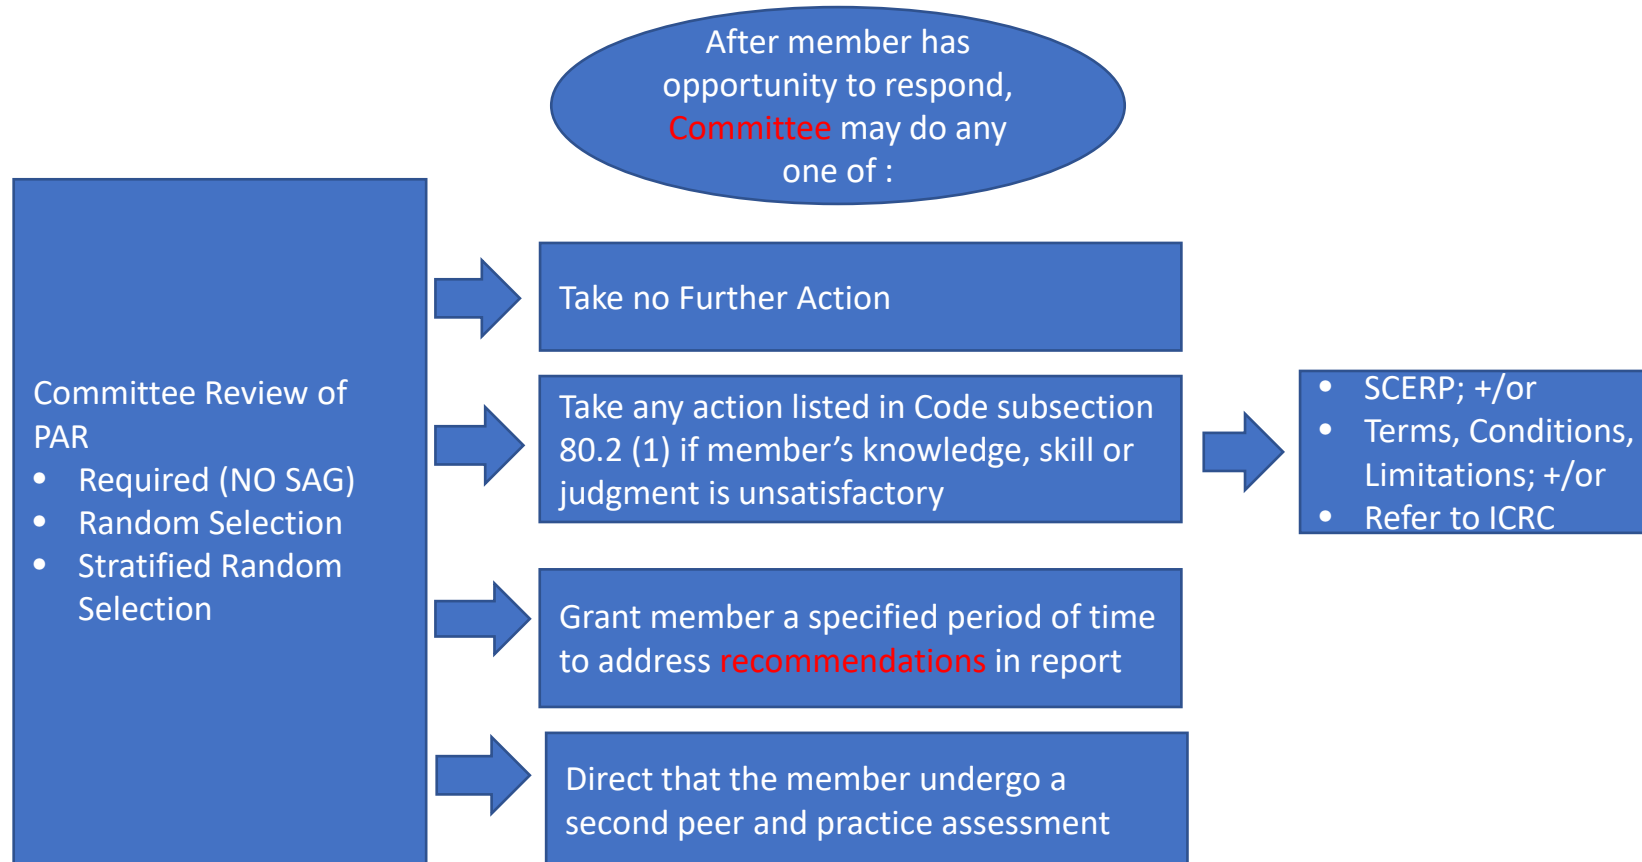 After member has
opportunity to respond,
Committee may do any
one of :
Committee Review of
PAR
• Required (NO SAG)
• Random Selection
• Stratified Random
Selection
Take no Further Action
Take any action listed in Code subsection
80.2 (1) if member's knowledge, skill or
judgment is unsatisfactory
• SCERP; +/or
• Terms, Conditions,
Limitations; +/or
• Refer to ICRC
Grant member a specified period of time
to address recommendations in report
Direct that the member undergo a
second peer and practice assessment